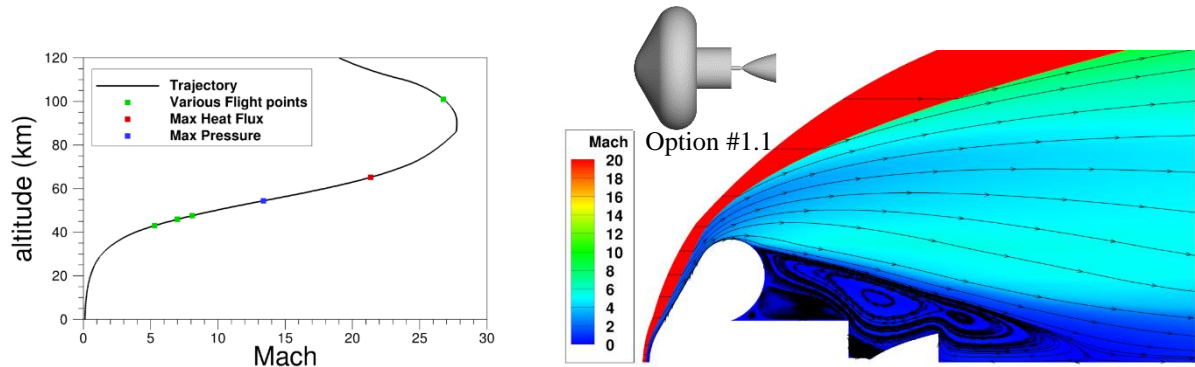 120
100
80
60
40
20
0
altitude (km)
Trajectory
Various Flight points
Max Heat Flux
Max Pressure
0 5 10 15 20 25 30
Mach
Option #1.1
Mach
20
18
16
14
12
10
8
6
4
2
0